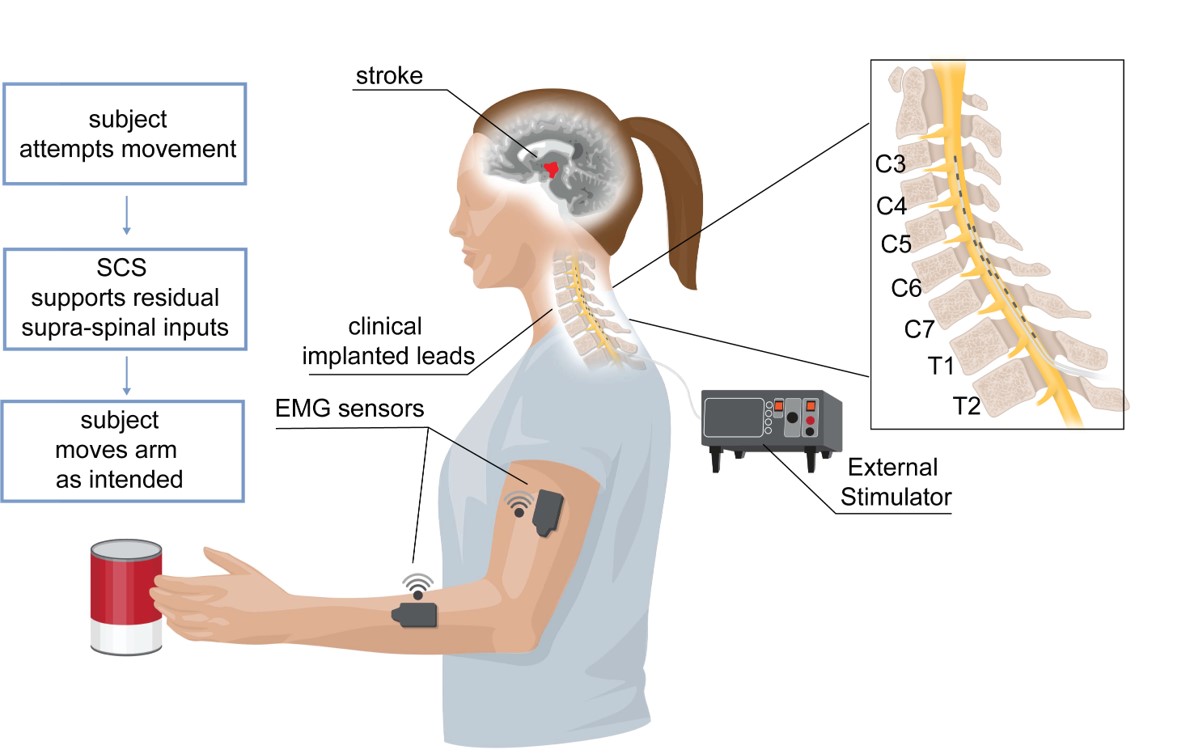 subject
attempts movement
SCS
supports residual
supra-spinal inputs
subject
moves arm
as intended
stroke
clinical
implanted leads
EMG sensors
External
Stimulator
C3
C4
C5
C6
C7
T1
T2